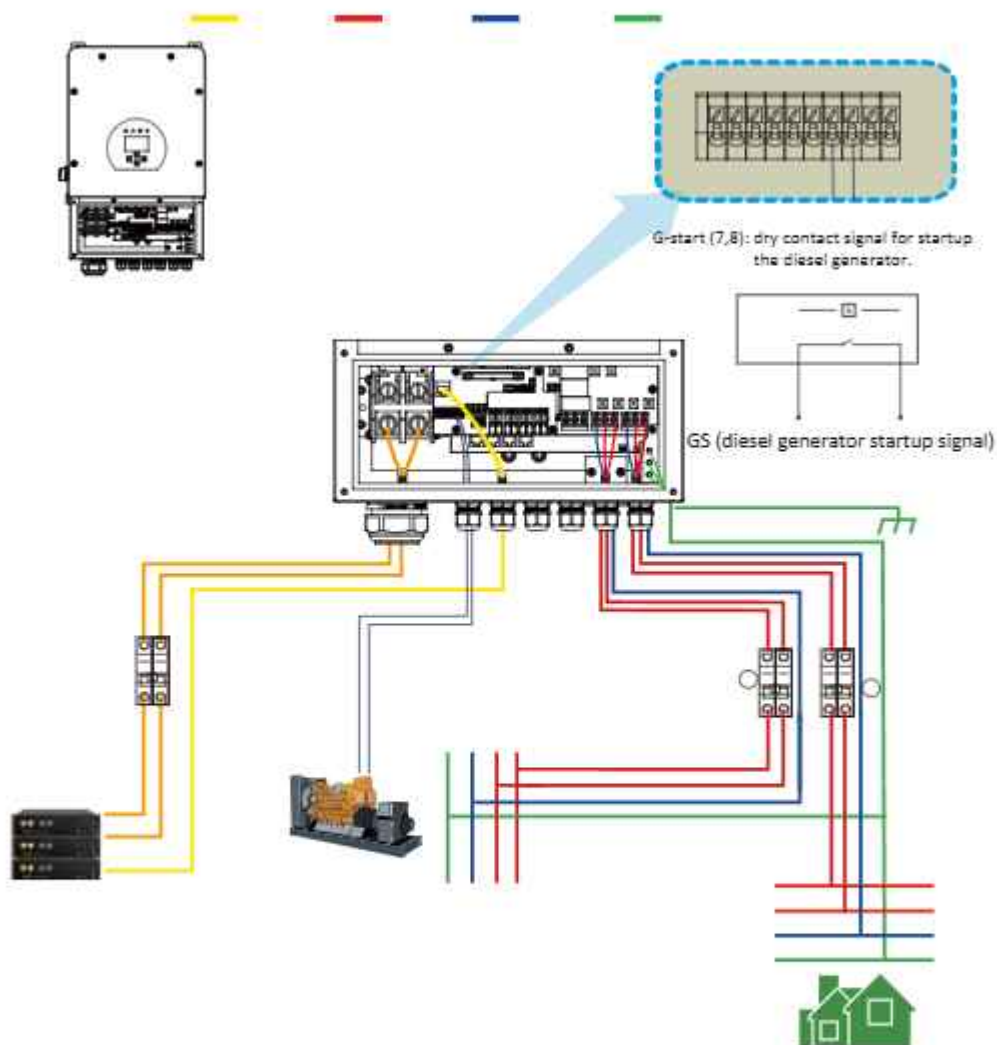 G-start (7,8): dry contact signal for startup
the diesel generator.
GS (diesel generator startup signal)